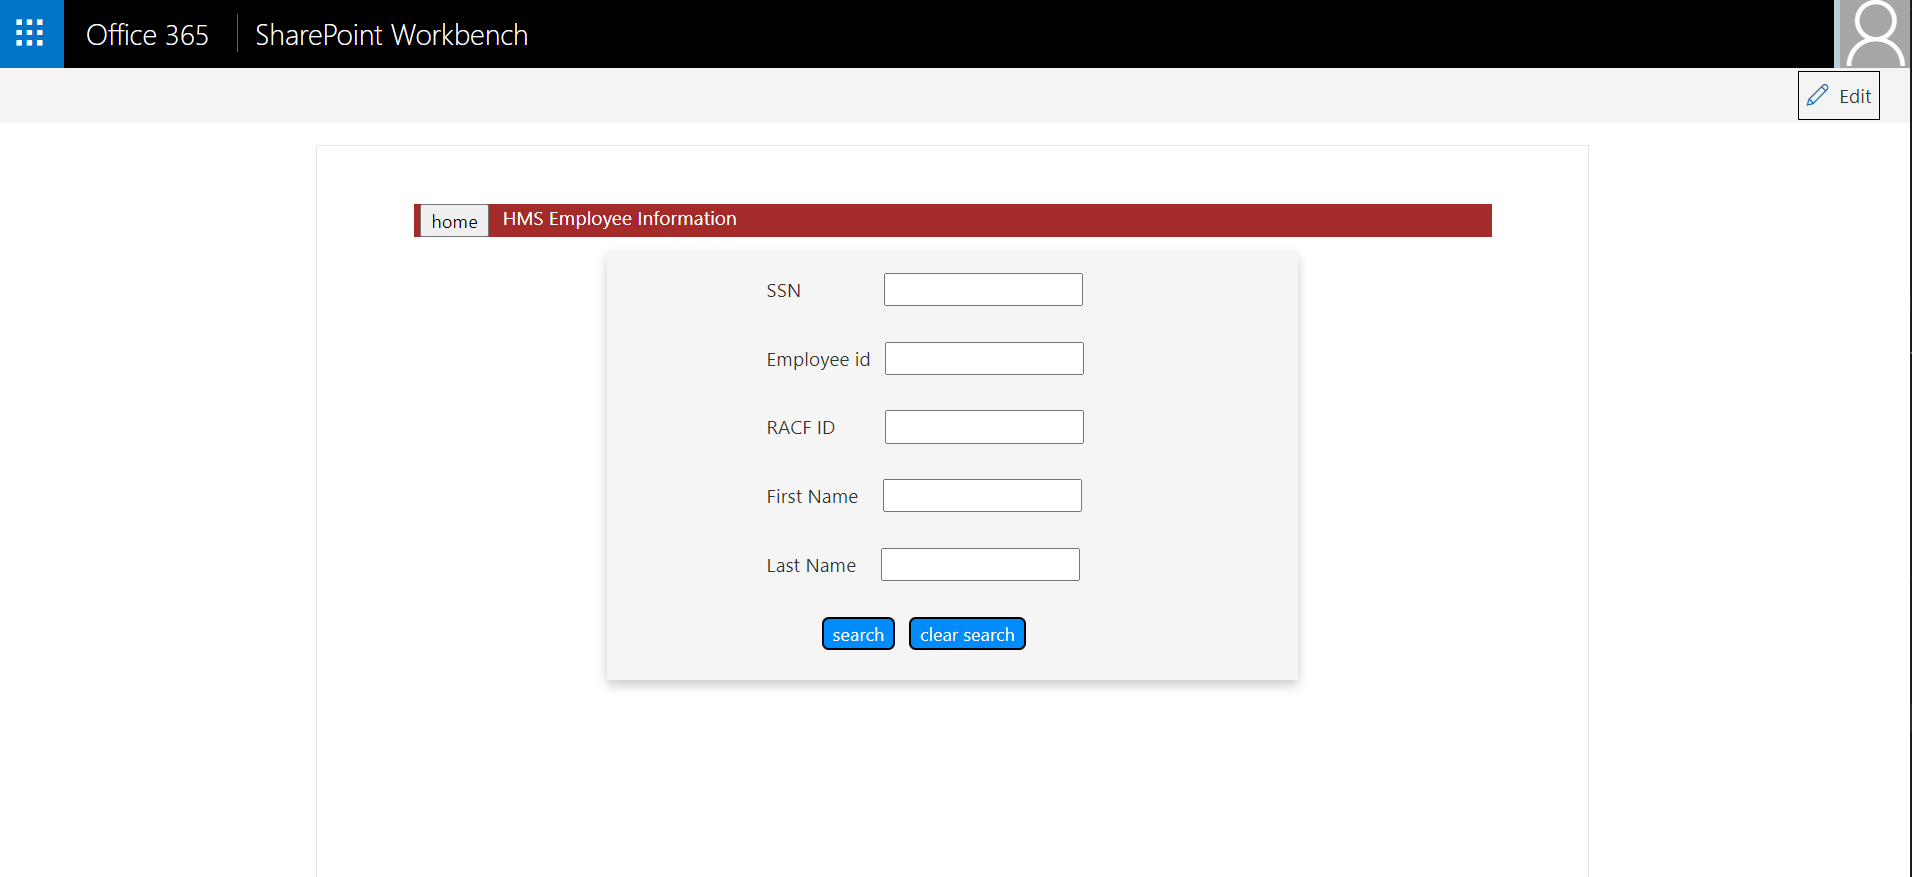 Office 365 SharePoint Workbench
Edit
home HMS Employee Information
SSN
Employee id
RACF ID
First Name
Last Name
search clear search